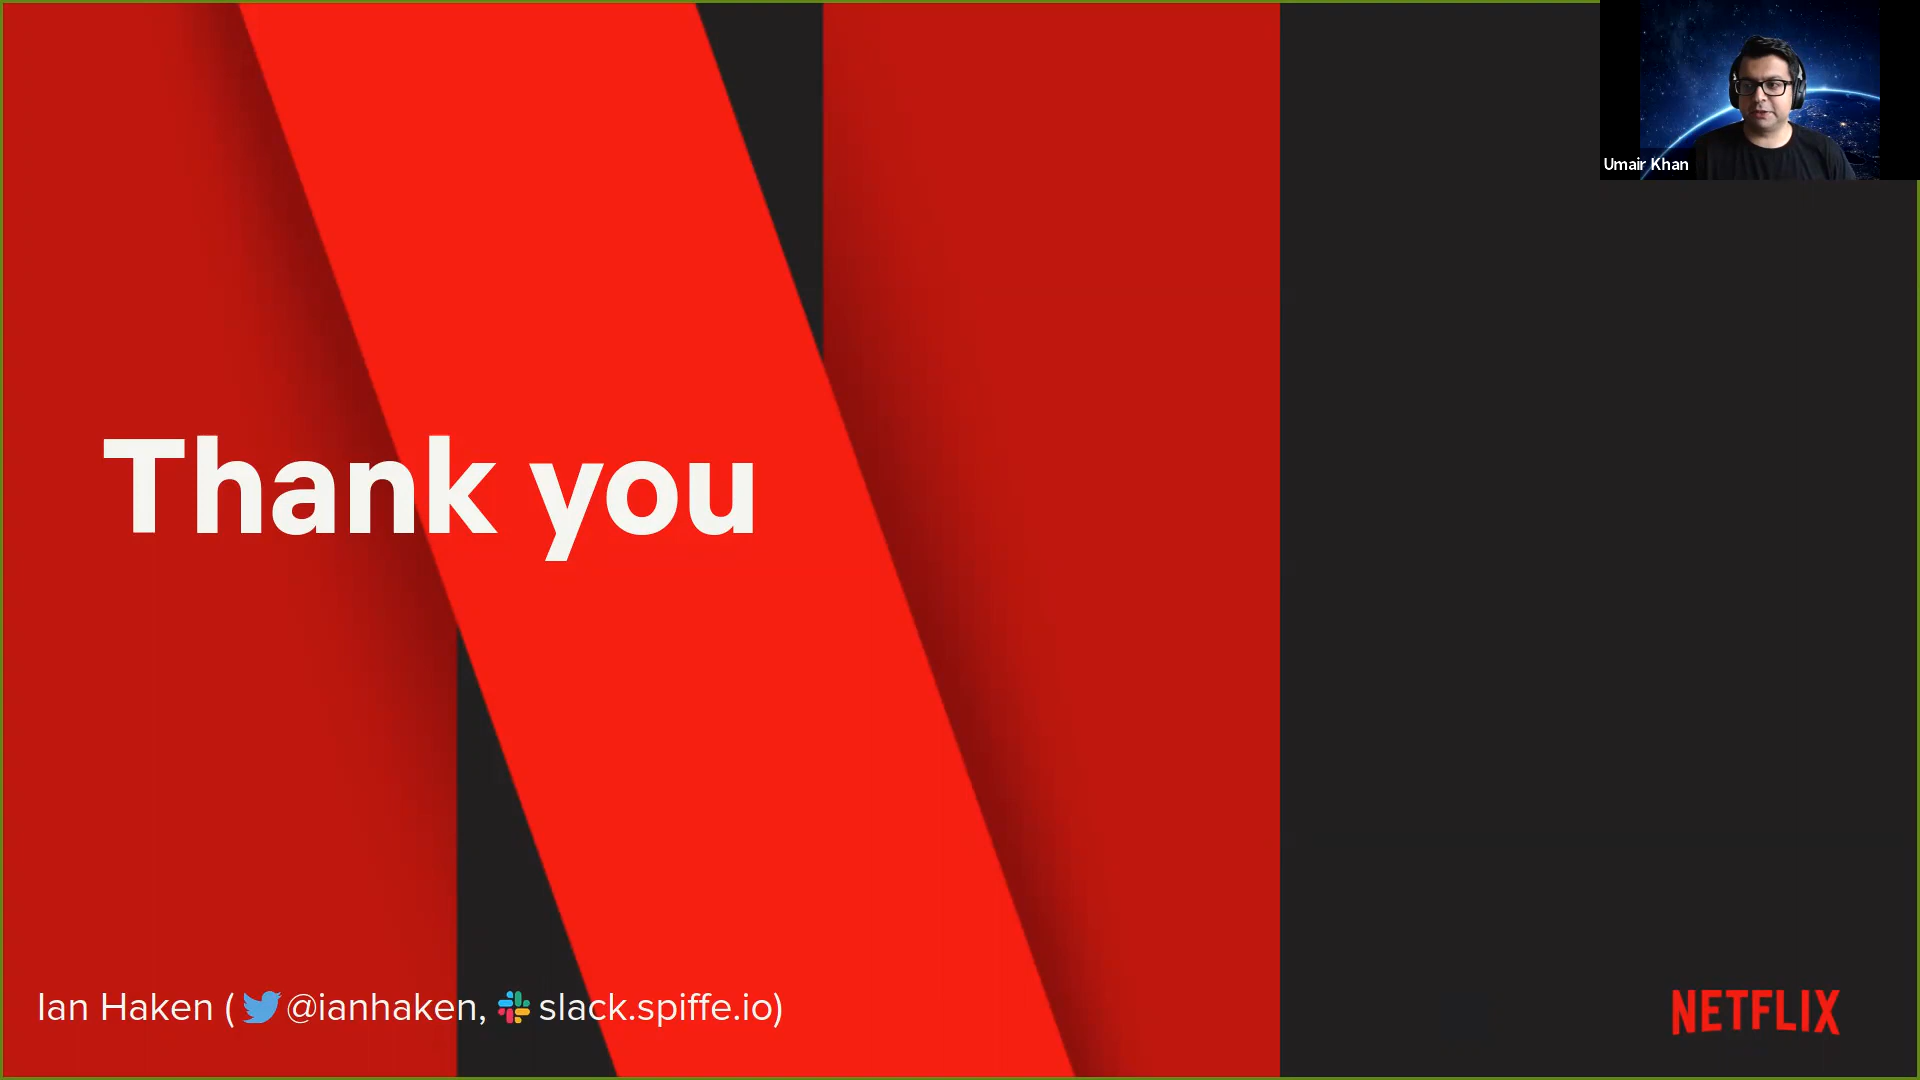 Umair Khan
Thank you
Ian Haken (@ianhaken, slack.spiffe.io)
NETFLIX